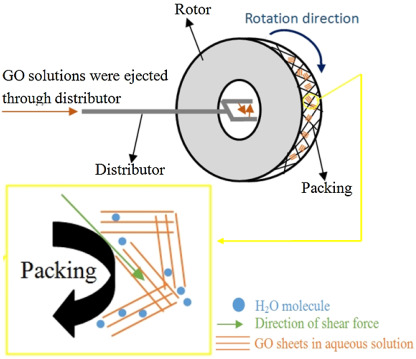 Rotor
Rotation direction
GO solutions were ejected
through distributor
Distributor
Packing
Packing
H₂O molecule
Direction of shear force
GO sheets in aqueous solution